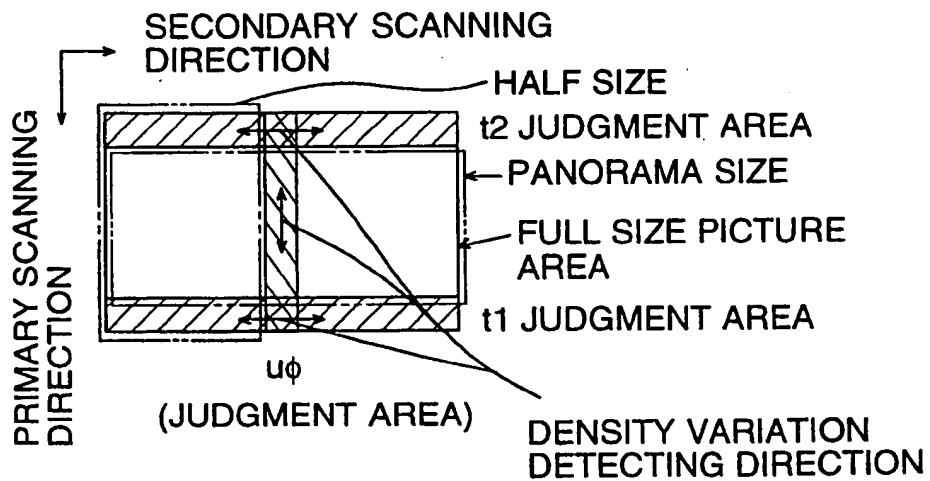 SECONDARY SCANNING
DIRECTION
PRIMARY SCANNING
DIRECTION
HALF SIZE
t2 JUDGMENT AREA
PANORAMA SIZE
FULL SIZE PICTURE
AREA
t1 JUDGMENT AREA
uϕ
(JUDGMENT AREA)
DENSITY VARIATION
DETECTING DIRECTION